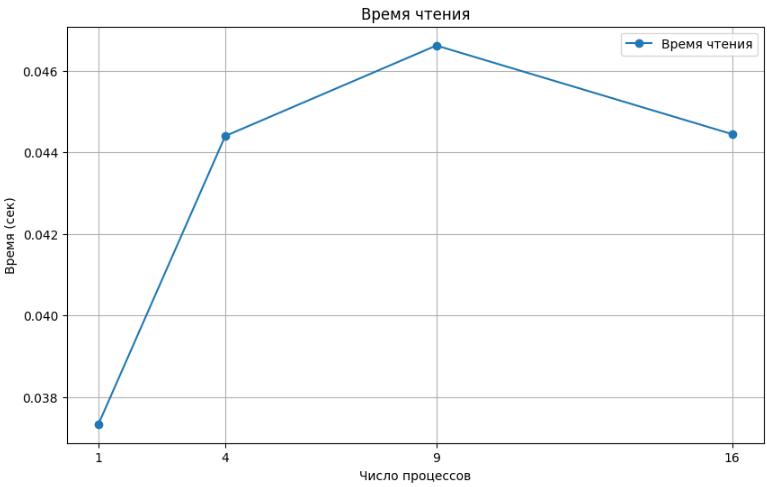 Время чтения
Время чтения
0.046
0.044
0.042
0.040
0.038
Время (сек)
1 4 9 16
Число процессов